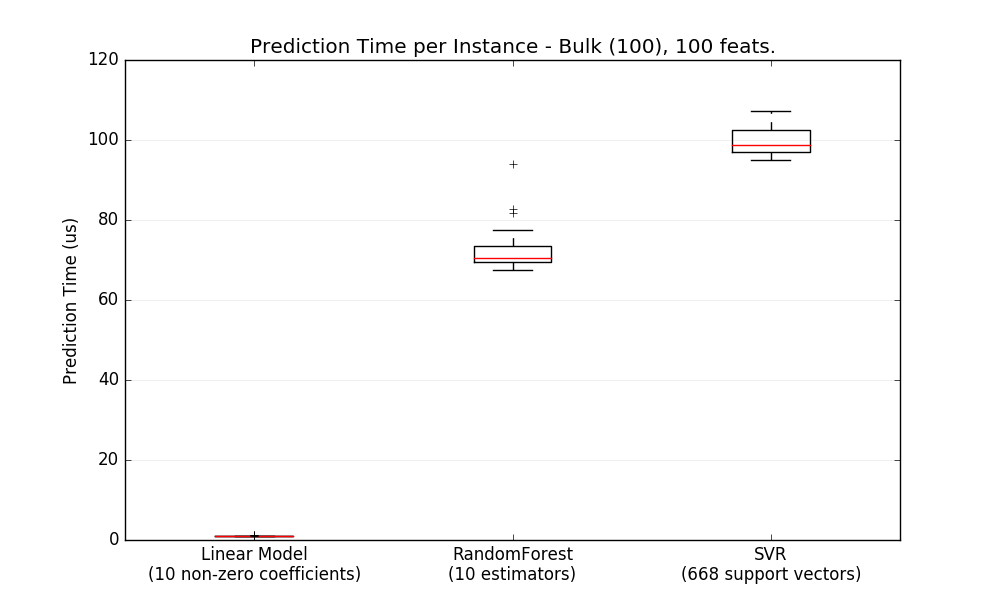 Prediction Time per Instance - Bulk (100), 100 feats.
120
100
80
60
40
20
0
Prediction Time (us)
Linear Model
(10 non-zero coefficients)
RandomForest
(10 estimators)
SVR
(668 support vectors)